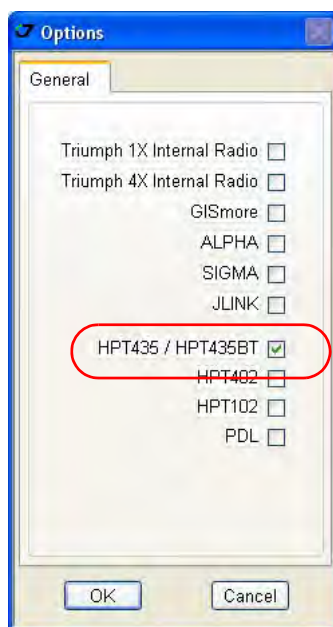 Options
General
Triumph 1X Internal Radio
Triumph 4X Internal Radio
GISmore
ALPHA
SIGMA
JLINK
HPT435 / HPT435BT
HPT402
HPT102
PDL
OK
Cancel